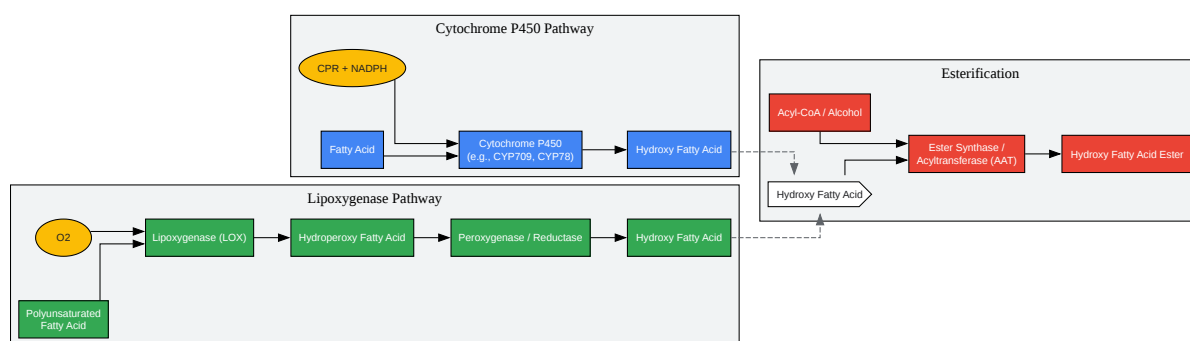 Cytochrome P450 Pathway
CPR + NADPH
Fatty Acid
Cytochrome P450
(e.g., CYP709, CYP78)
Hydroxy Fatty Acid
Lipoxygenase Pathway
O2
Lipoxygenase (LOX)
Hydroperoxy Fatty Acid
Peroxygenase / Reductase
Hydroxy Fatty Acid
Polyunsaturated
Fatty Acid
Esterification
Acyl-CoA / Alcohol
Ester Synthase /
Acyltransferase (AAT)
Hydroxy Fatty Acid Ester
Hydroxy Fatty Acid